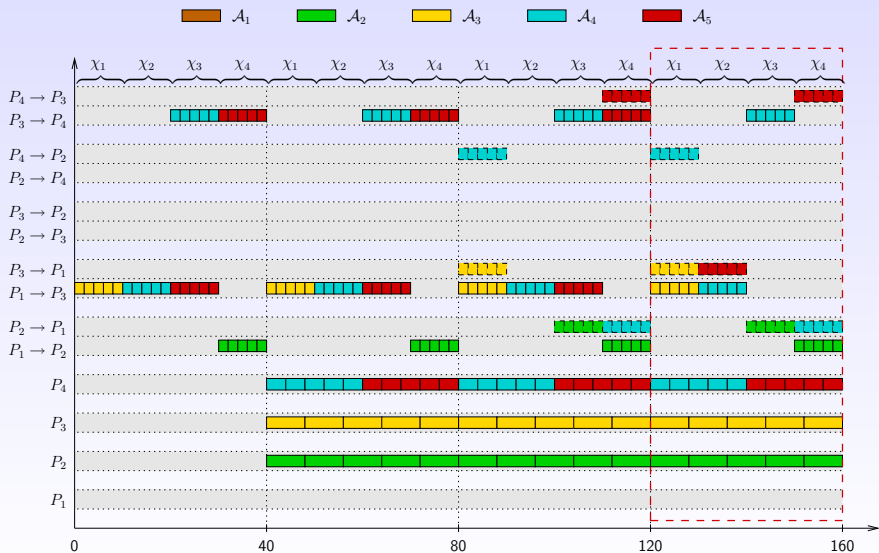 𝒜₁ 𝒜₂ 𝒜₃ 𝒜₄ 𝒜₅
χ₁ χ₂ χ₃ χ₄ χ₁ χ₂ χ₃ χ₄ χ₁ χ₂ χ₃ χ₄ χ₁ χ₂ χ₃ χ₄
P₄ → P₃
P₃ → P₄
P₄ → P₂
P₂ → P₄
P₃ → P₂
P₂ → P₃
P₃ → P₁
P₁ → P₃
P₂ → P₁
P₁ → P₂
P₄
P₃
P₂
P₁
0 40 80 120 160